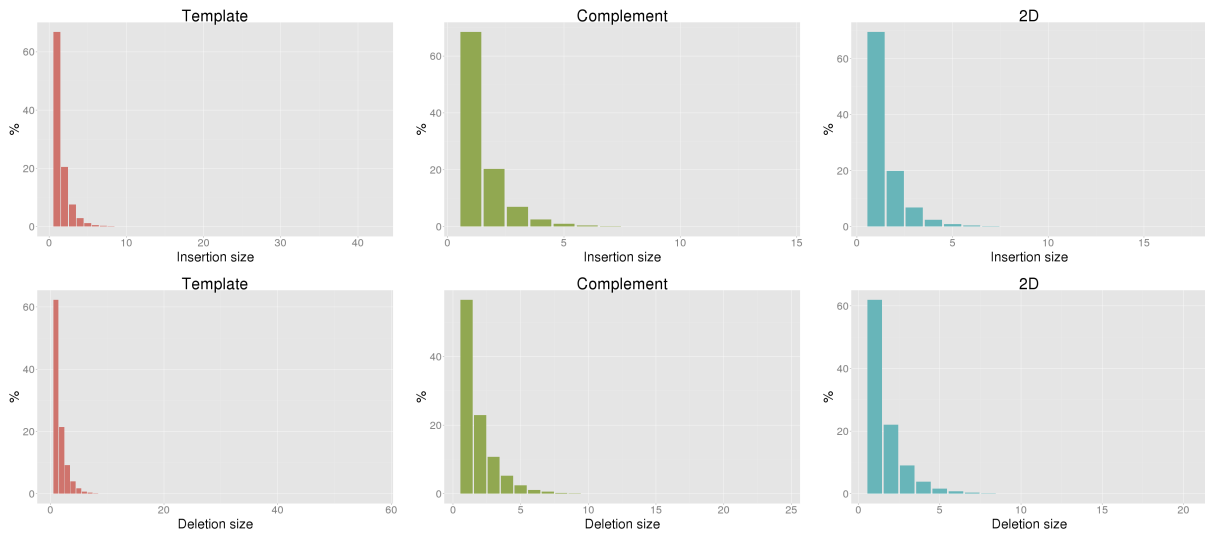 Template Complement 2D
60 60 60
40 40 40
% % %
20 20 20
0 0 0
0 10 20 30 40 0 5 10 15 0 5 10 15
Insertion size Insertion size Insertion size
Template Complement 2D
60 60
40 40 40
% % %
20 20 20
0 0 0
0 20 40 60 0 5 10 15 20 25 0 5 10 15 20
Deletion size Deletion size Deletion size